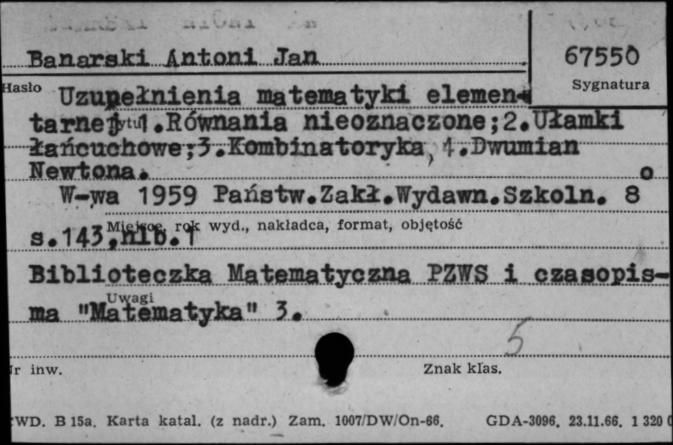 Banarski Antoni Jan
67550
Hasło
Sygnatura
Uzupełnienia matematyki elemen-
tarnej 1.Równania nieoznaczone;2.Ułamki
łańcuchowe;3.Kombinatoryka, 4.Dwumian
Newtona.
W-wa 1959 Państw.Zakł.Wydawn.Szkoln. 8o
Miejsce, rok wyd., nakładca, format, objętość
s.143,nlb.1
Biblioteczka Matematyczna PZWS i czasopis-
Uwagi
ma "Matematyka" 3.
5
Nr inw.
Znak klas.
WD. B 15a. Karta katal. (z nadr.) Zam. 1007/DW/On-66.
GDA-3096. 23.11.66. 1 320